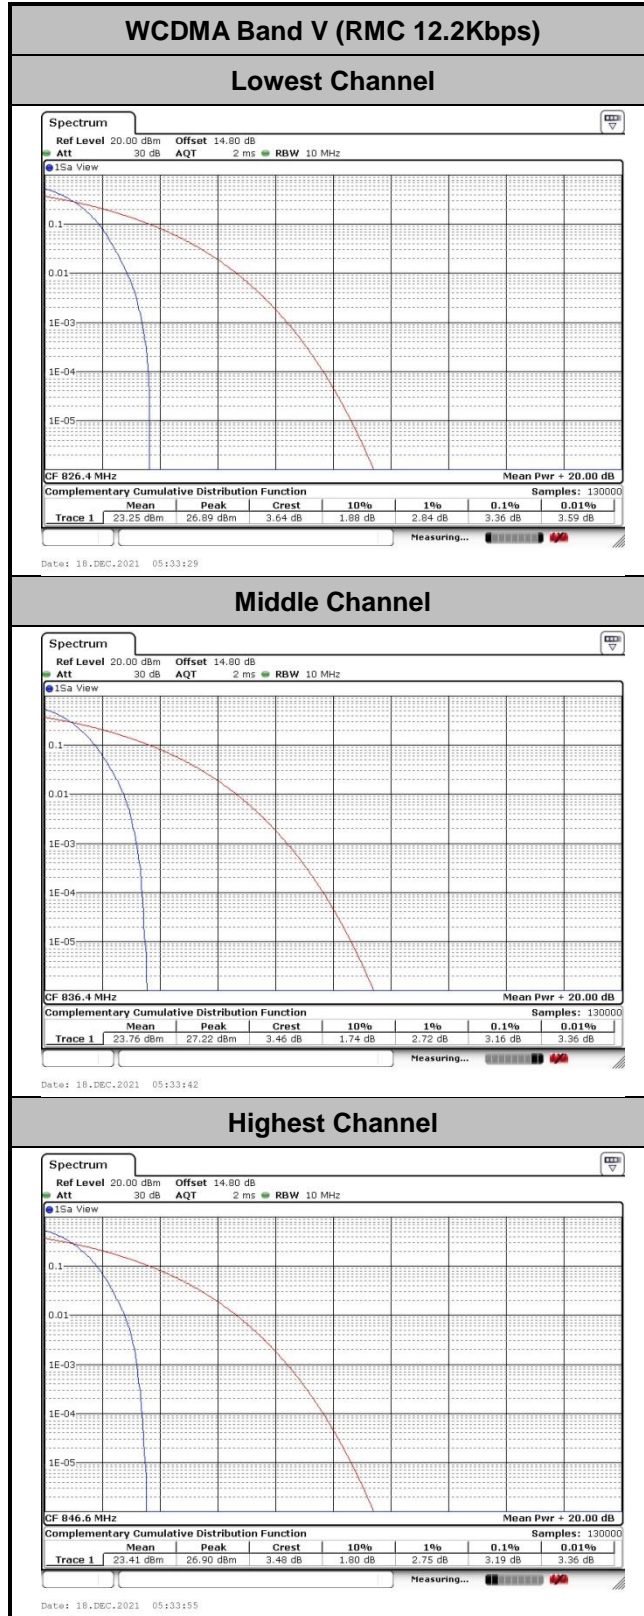 WCDMA Band V (RMC 12.2Kbps)
Lowest Channel
Spectrum
Ref Level 20.00 dBm Offset 14.80 dB
Att 30 dB AQT 2 ms RBW 10 MHz
1Sa View
0.1
0.01
1E-03
1E-04
1E-05
CF 826.4 MHz Mean Pwr + 20.00 dB
Complementary Cumulative Distribution Function Samples: 130000
Mean Peak Crest 10% 1% 0.1% 0.01%
Trace 1 23.25 dBm 26.89 dBm 3.64 dB 1.88 dB 2.84 dB 3.36 dB 3.59 dB
Measuring...
Date: 18.DEC.2021 05:33:29
Middle Channel
Spectrum
Ref Level 20.00 dBm Offset 14.80 dB
Att 30 dB AQT 2 ms RBW 10 MHz
1Sa View
0.1
0.01
1E-03
1E-04
1E-05
CF 836.4 MHz Mean Pwr + 20.00 dB
Complementary Cumulative Distribution Function Samples: 130000
Mean Peak Crest 10% 1% 0.1% 0.01%
Trace 1 23.76 dBm 27.22 dBm 3.46 dB 1.74 dB 2.72 dB 3.16 dB 3.36 dB
Measuring...
Date: 18.DEC.2021 05:33:42
Highest Channel
Spectrum
Ref Level 20.00 dBm Offset 14.80 dB
Att 30 dB AQT 2 ms RBW 10 MHz
1Sa View
0.1
0.01
1E-03
1E-04
1E-05
CF 846.6 MHz Mean Pwr + 20.00 dB
Complementary Cumulative Distribution Function Samples: 130000
Mean Peak Crest 10% 1% 0.1% 0.01%
Trace 1 23.41 dBm 26.90 dBm 3.48 dB 1.80 dB 2.75 dB 3.19 dB 3.36 dB
Measuring...
Date: 18.DEC.2021 05:33:55